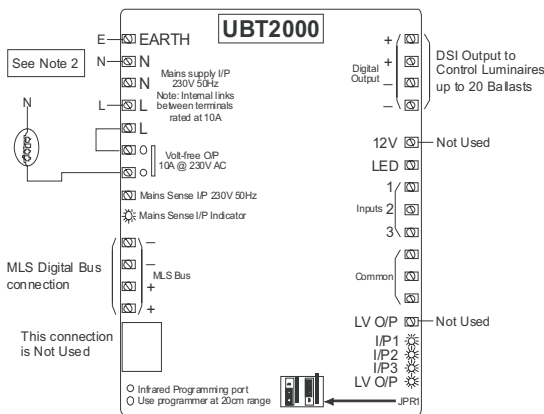 UBT2000
E
EARTH
See Note 2
N
N
N
Mains supply I/P
230V 50Hz
Note: Internal links
between terminals
rated at 10A
N
L
L
L
Volt-free O/P
10A @ 230V AC
Mains Sense I/P 230V 50Hz
Mains Sense I/P Indicator
MLS Digital Bus
connection
–
–
+
+
MLS Bus
This connection
is Not Used
Infrared Programming port
Use programmer at 20cm range
+
+
–
–
Digital
Output
DSI Output to
Control Luminaires
up to 20 Ballasts
12V
Not Used
LED
1
Inputs 2
3
Common
LV O/P
Not Used
I/P1
I/P2
I/P3
LV O/P
JPR1